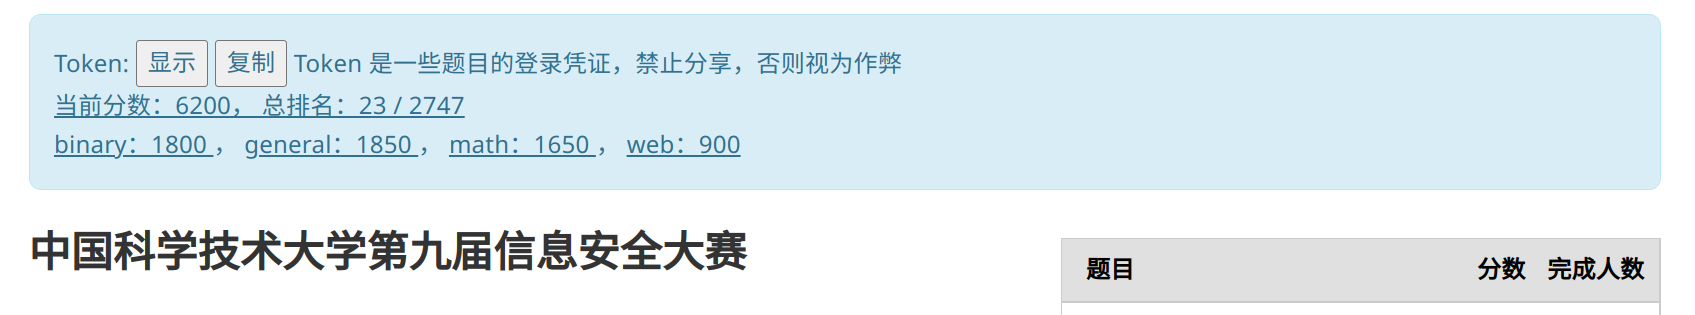 Token: 显示 复制 Token 是一些题目的登录凭证，禁止分享，否则视为作弊
当前分数：6200， 总排名：23 / 2747
binary：1800 ， general：1850 ， math：1650 ， web：900
中国科学技术大学第九届信息安全大赛
题目 分数 完成人数